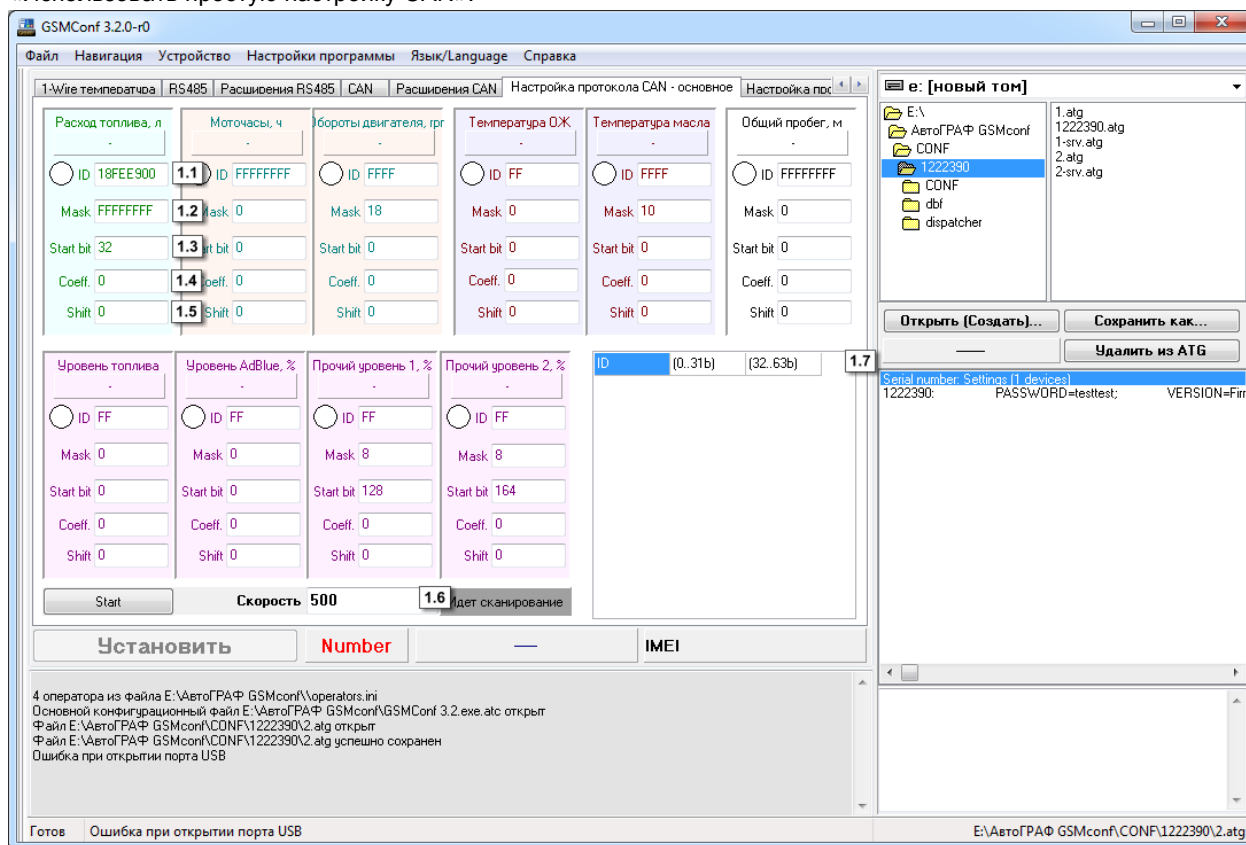 GSMConf 3.2.0-r0
Файл Навигация Устройство Настройки программы Язык/Language Справка
1-Wire температура RS485 Расширения RS485 CAN Расширения CAN Настройка протокола CAN - основное Настройка
Расход топлива, л Моточасы, ч Обороты двигателя, Температура ОЖ Температура масла Общий пробег, м
- - - - - -
ID 18FEE900 1.1 ID FFFFFFFF ID FFFF ID FF ID FFFF ID FFFFFFFF
Mask FFFFFFFF 1.2 Mask 0 Mask 18 Mask 0 Mask 10 Mask 0
Start bit 32 1.3 bit 0 Start bit 0 Start bit 0 Start bit 0 Start bit 0
Coeff. 0 1.4 Coeff. 0 Coeff. 0 Coeff. 0 Coeff. 0 Coeff. 0
Shift 0 1.5 Shift 0 Shift 0 Shift 0 Shift 0 Shift 0
Уровень топлива Уровень AdBlue, % Прочий уровень 1, % Прочий уровень 2, %
- - - -
ID FF ID FF ID FF ID FF
Mask 0 Mask 0 Mask 8 Mask 8
Start bit 0 Start bit 0 Start bit 128 Start bit 164
Coeff. 0 Coeff. 0 Coeff. 0 Coeff. 0
Shift 0 Shift 0 Shift 0 Shift 0
ID (0..31b) (32..63b) 1.7
Start Скорость 500 1.6 Идет сканирование
Установить Number — IMEI
4 оператора из файла E:\АвтоГРАФ GSMconf\\operators.ini
Основной конфигурационный файл E:\АвтоГРАФ GSMconf\GSMConf 3.2.exe.atc открыт
Файл E:\АвтоГРАФ GSMconf\CONF\1222390\2.atg открыт
Файл E:\АвтоГРАФ GSMconf\CONF\1222390\2.atg успешно сохранен
Ошибка при открытии порта USB
e: [новый том]
E:\
АвтоГРАФ GSMconf
CONF
1222390
CONF
dbf
dispatcher
1.atg
1222390.atg
1-srv.atg
2.atg
2-srv.atg
Открыть (Создать)... Сохранить как...
— Удалить из ATG
Serial number: Settings (1 devices)
1222390: PASSWORD=testtest; VERSION=Fir
Готов Ошибка при открытии порта USB E:\АвтоГРАФ GSMconf\CONF\1222390\2.atg